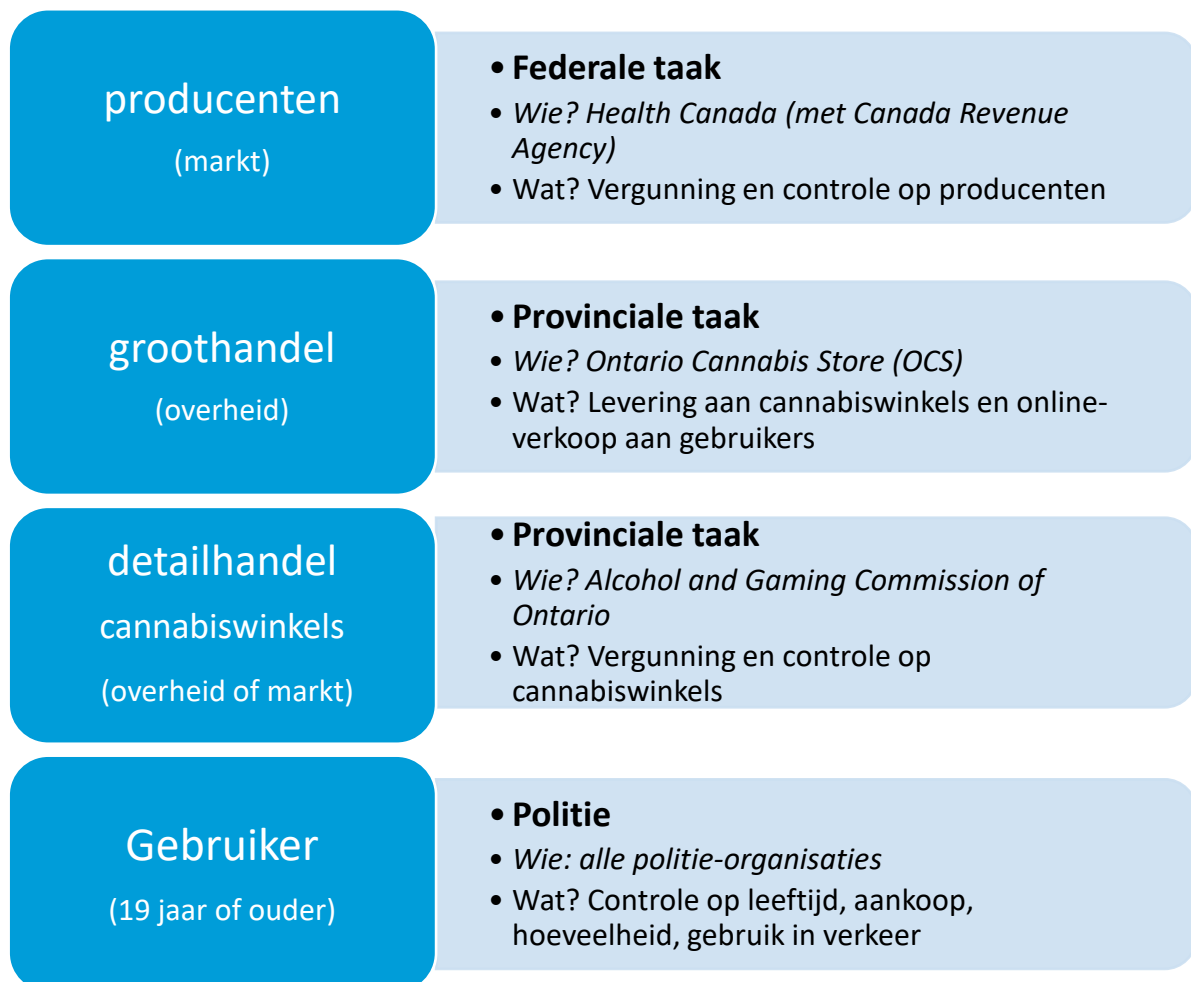 producenten
(markt)
• Federale taak
• Wie? Health Canada (met Canada Revenue
Agency)
• Wat? Vergunning en controle op producenten
groothandel
(overheid)
• Provinciale taak
• Wie? Ontario Cannabis Store (OCS)
• Wat? Levering aan cannabiswinkels en online-
verkoop aan gebruikers
detailhandel
cannabiswinkels
(overheid of markt)
• Provinciale taak
• Wie? Alcohol and Gaming Commission of
Ontario
• Wat? Vergunning en controle op
cannabiswinkels
Gebruiker
(19 jaar of ouder)
• Politie
• Wie: alle politie-organisaties
• Wat? Controle op leeftijd, aankoop,
hoeveelheid, gebruik in verkeer